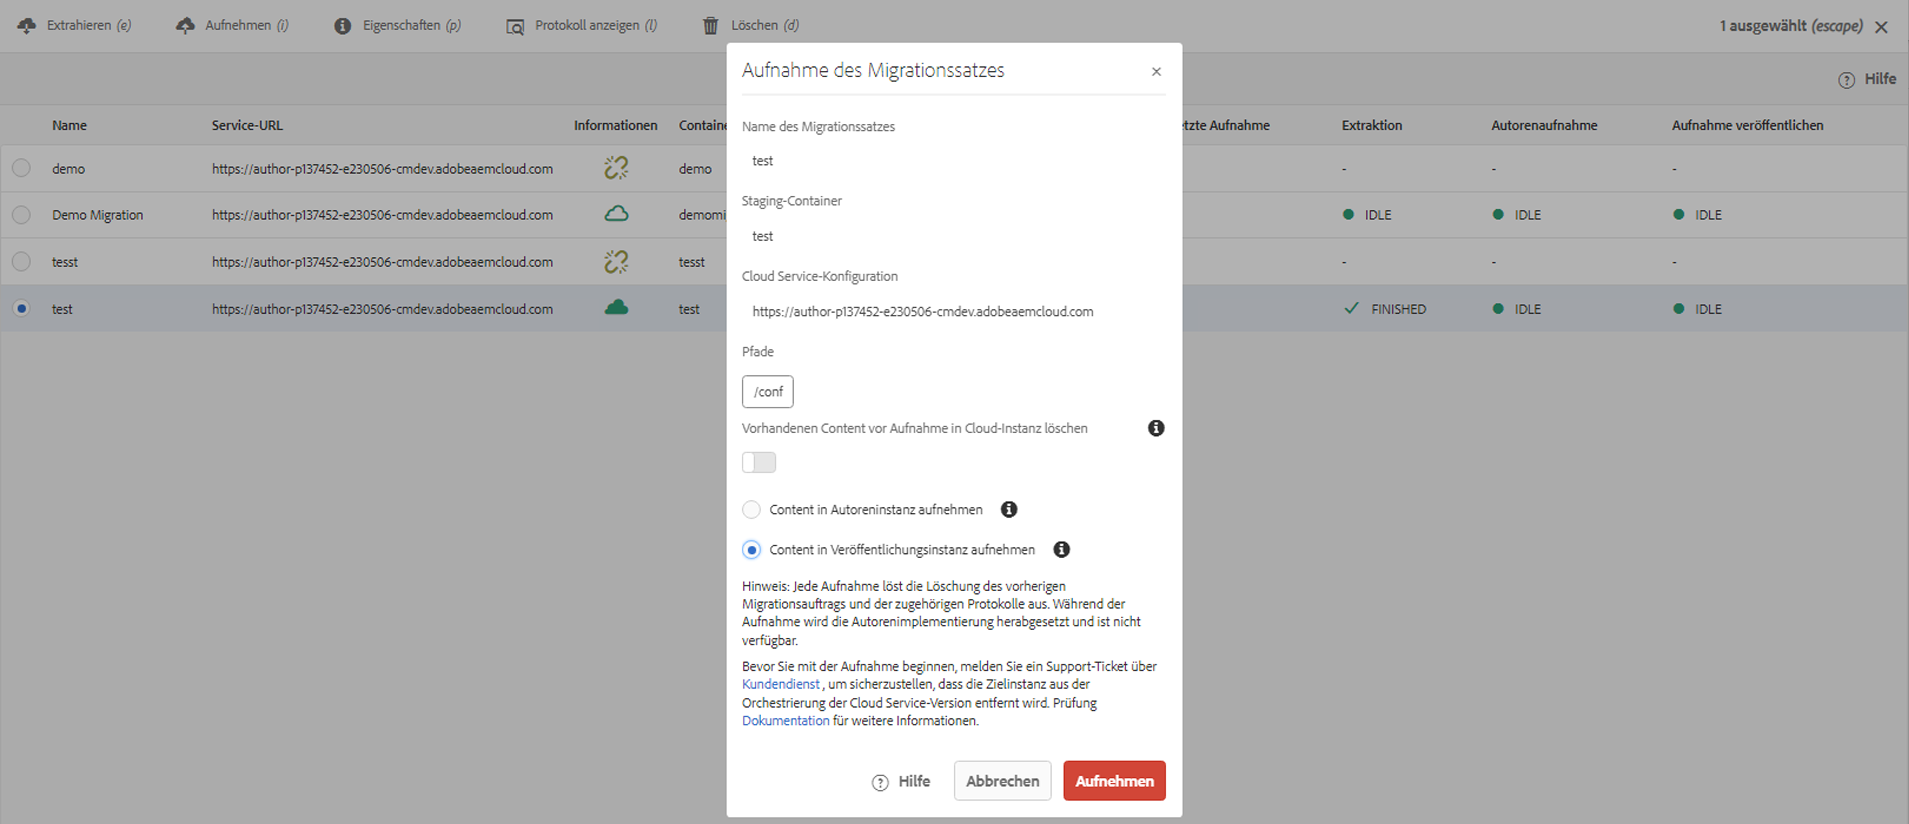 Extrahieren (e) Aufnehmen (i) Eigenschaften (p) Protokoll anzeigen (l) Löschen (d) 1 ausgewählt (escape)
Hilfe
Name Service-URL Informationen Containe tzte Aufnahme Extraktion Autorenaufnahme Aufnahme veröffentlichen
demo https://author-p137452-e230506-cmdev.adobeaemcloud.com demo - - -
Demo Migration https://author-p137452-e230506-cmdev.adobeaemcloud.com demomi IDLE IDLE IDLE
tesst https://author-p137452-e230506-cmdev.adobeaemcloud.com tesst - - -
test https://author-p137452-e230506-cmdev.adobeaemcloud.com test FINISHED IDLE IDLE
Aufnahme des Migrationssatzes
Name des Migrationssatzes
test
Staging-Container
test
Cloud Service-Konfiguration
https://author-p137452-e230506-cmdev.adobeaemcloud.com
Pfade
/conf
Vorhandenen Content vor Aufnahme in Cloud-Instanz löschen
Content in Autoreninstanz aufnehmen
Content in Veröffentlichungsinstanz aufnehmen
Hinweis: Jede Aufnahme löst die Löschung des vorherigen
Migrationsauftrags und der zugehörigen Protokolle aus. Während der
Aufnahme wird die Autorenimplementierung herabgesetzt und ist nicht
verfügbar.
Bevor Sie mit der Aufnahme beginnen, melden Sie ein Support-Ticket über
Kundendienst , um sicherzustellen, dass die Zielinstanz aus der
Orchestrierung der Cloud Service-Version entfernt wird. Prüfung
Dokumentation für weitere Informationen.
Hilfe Abbrechen Aufnehmen